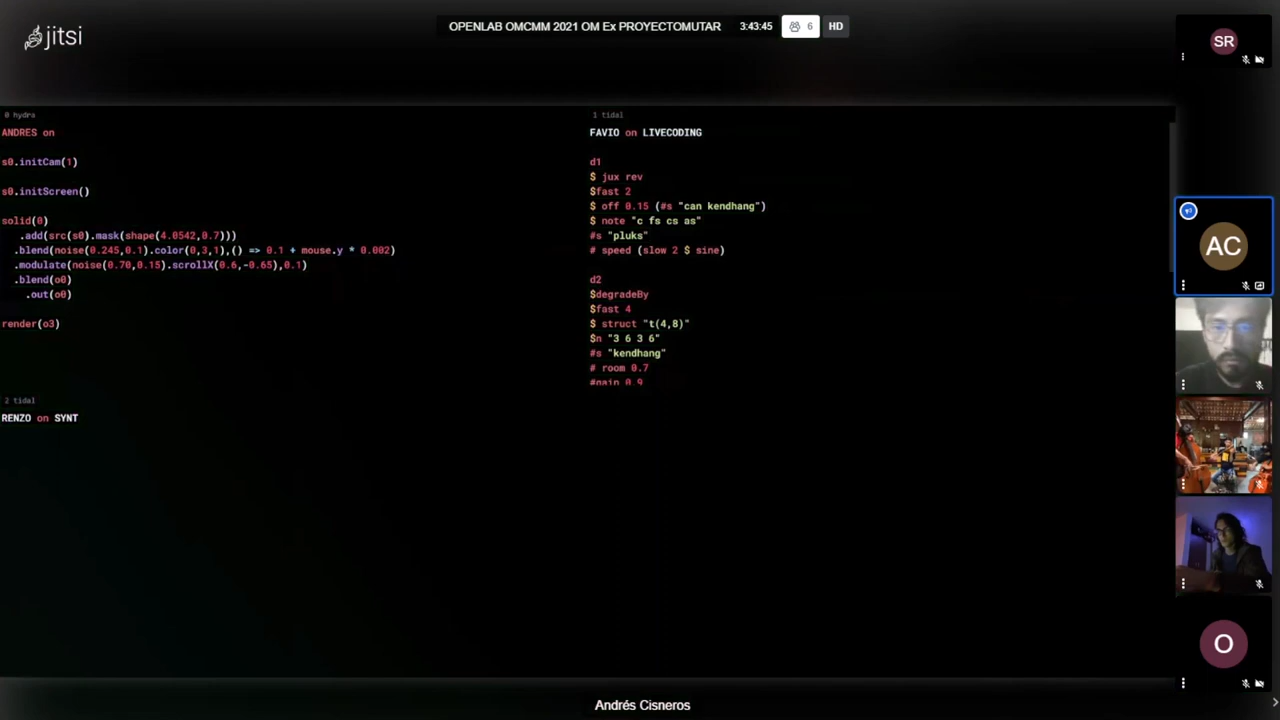 jitsi
OPENLAB OMCMM 2021 OM Ex PROYECTOMUTAR
3:43:45
6
HD
SR
0 hydra
ANDRES on
s0.initCam(1)
s0.initScreen()
solid(0)
.add(src(s0).mask(shape(4.0542,0.7)))
.blend(noise(0.245,0.1).color(0,3,1),() => 0.1 + mouse.y * 0.002)
.modulate(noise(0.70,0.15).scrollX(0.6,-0.65),0.1)
.blend(o0)
.out(o0)
render(o3)
1 tidal
FAVIO on LIVECODING
d1
$ jux rev
$fast 2
$ off 0.15 (#s "can kendhang")
$ note "c fs cs as"
#s "pluks"
# speed (slow 2 $ sine)
d2
$degradeBy
$fast 4
$ struct "t(4,8)"
$n "3 6 3 6"
#s "kendhang"
# room 0.7
#gain 0.9
2 tidal
RENZO on SYNT
AC
O
Andrés Cisneros